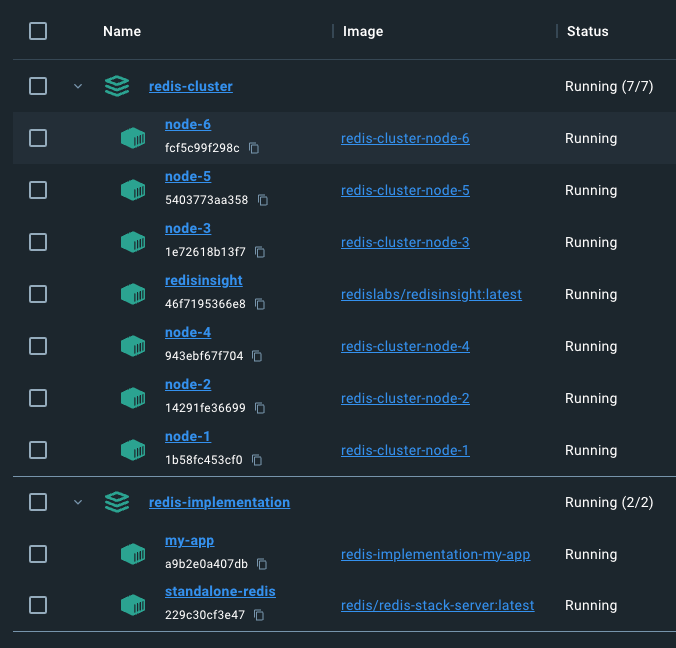 Name Image Status
redis-cluster Running (7/7)
node-6
fcf5c99f298c redis-cluster-node-6 Running
node-5
5403773aa358 redis-cluster-node-5 Running
node-3
1e72618b13f7 redis-cluster-node-3 Running
redisinsight
46f7195366e8 redislabs/redisinsight:latest Running
node-4
943ebf67f704 redis-cluster-node-4 Running
node-2
14291fe36699 redis-cluster-node-2 Running
node-1
1b58fc453cf0 redis-cluster-node-1 Running
redis-implementation Running (2/2)
my-app
a9b2e0a407db redis-implementation-my-app Running
standalone-redis
229c30cf3e47 redis/redis-stack-server:latest Running